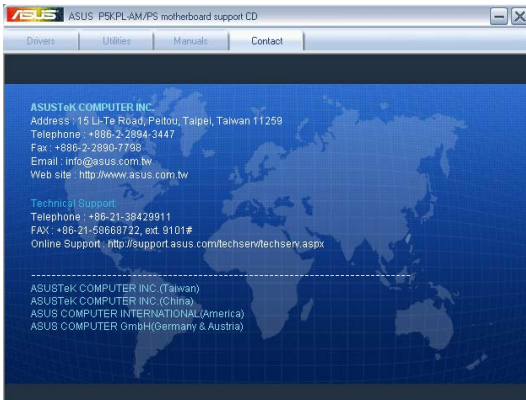 ASUS ASUS P5KPL-AM/PS motherboard support CD
Drivers Utilities Manuals Contact
ASUSTeK COMPUTER INC.
Address : 15 Li-Te Road, Peitou, Taipei, Taiwan 11259
Telephone : +886-2-2894-3447
Fax : +886-2-2890-7798
Email : info@asus.com.tw
Web site : http://www.asus.com.tw
Technical Support
Telephone : +86-21-38429911
FAX : +86-21-58668722, ext. 9101#
Online Support : http://support.asus.com/techserv/techserv.aspx
ASUSTeK COMPUTER INC.(Taiwan)
ASUSTeK COMPUTER INC.(China)
ASUS COMPUTER INTERNATIONAL(America)
ASUS COMPUTER GmbH(Germany & Austria)